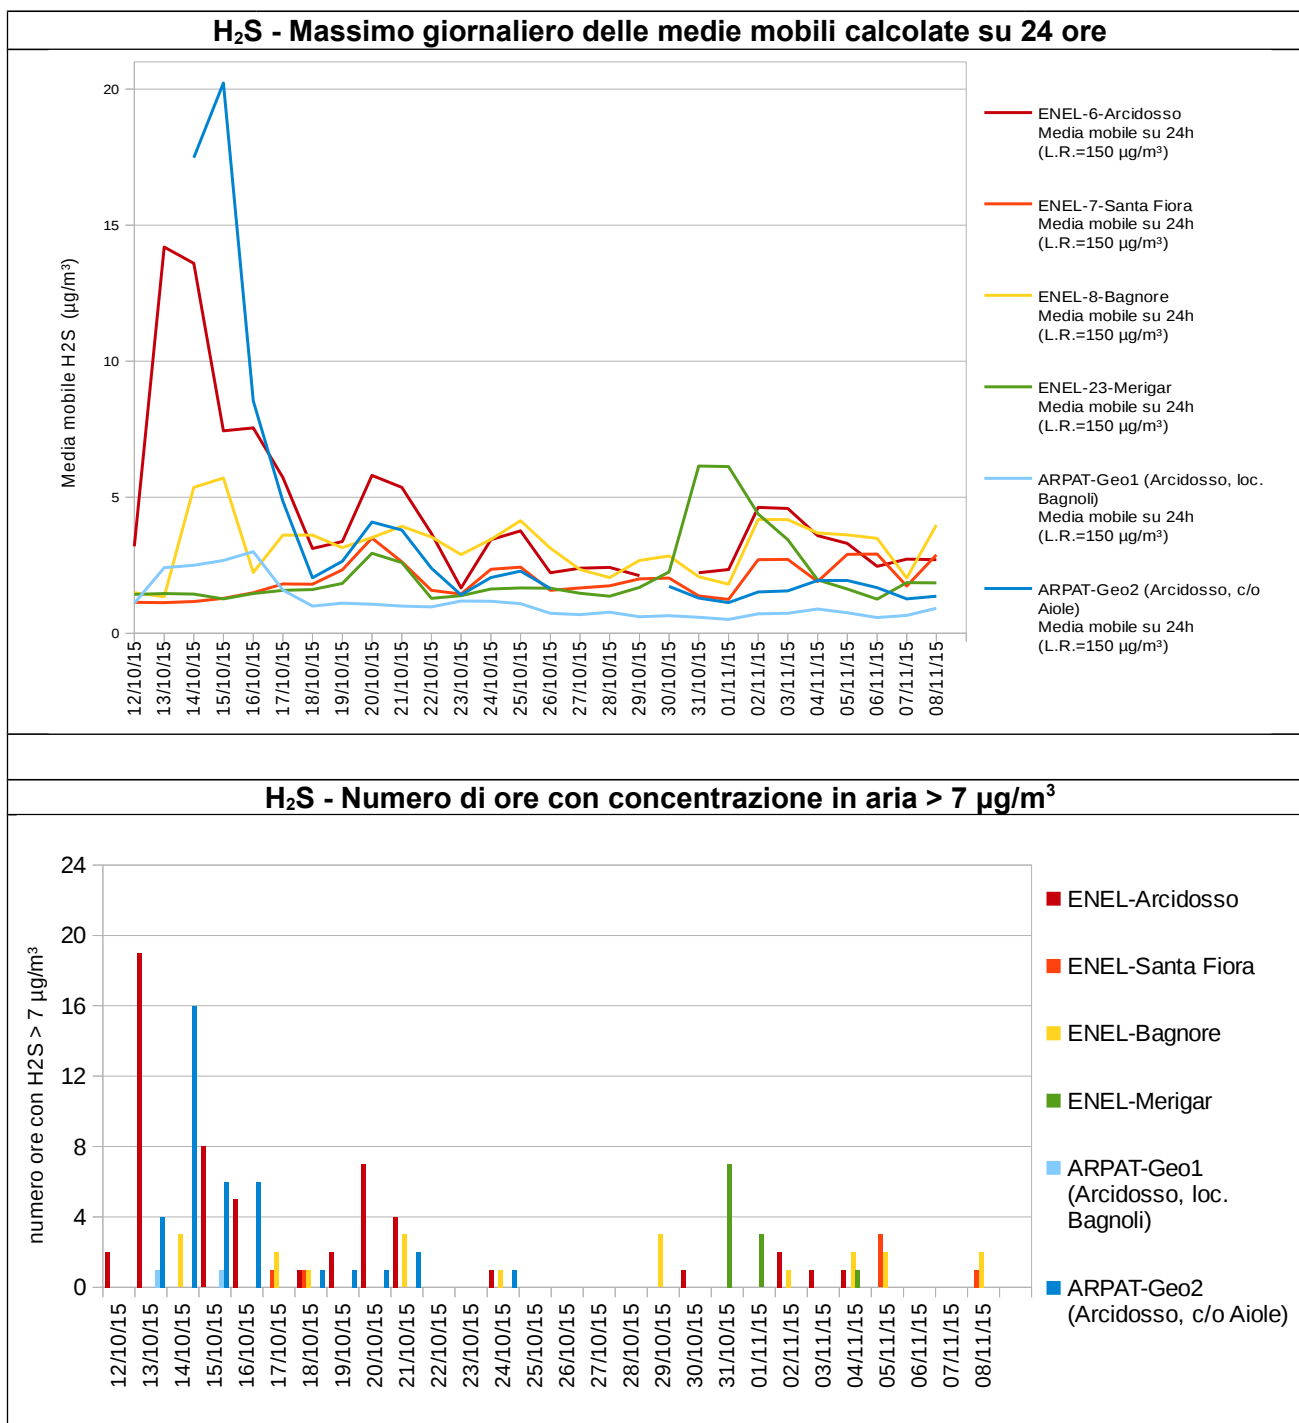 H₂S - Massimo giornaliero delle medie mobili calcolate su 24 ore
Media mobile H2S (µg/m³)
20
15
10
5
0
12/10/15
13/10/15
14/10/15
15/10/15
16/10/15
17/10/15
18/10/15
19/10/15
20/10/15
21/10/15
22/10/15
23/10/15
24/10/15
25/10/15
26/10/15
27/10/15
28/10/15
29/10/15
30/10/15
31/10/15
01/11/15
02/11/15
03/11/15
04/11/15
05/11/15
06/11/15
07/11/15
08/11/15
ENEL-6-Arcidosso
Media mobile su 24h
(L.R.=150 µg/m³)
ENEL-7-Santa Fiora
Media mobile su 24h
(L.R.=150 µg/m³)
ENEL-8-Bagnore
Media mobile su 24h
(L.R.=150 µg/m³)
ENEL-23-Merigar
Media mobile su 24h
(L.R.=150 µg/m³)
ARPAT-Geo1 (Arcidosso, loc.
Bagnoli)
Media mobile su 24h
(L.R.=150 µg/m³)
ARPAT-Geo2 (Arcidosso, c/o
Aiole)
Media mobile su 24h
(L.R.=150 µg/m³)
H₂S - Numero di ore con concentrazione in aria > 7 µg/m³
numero ore con H2S > 7 µg/m³
24
20
16
12
8
4
0
12/10/15
13/10/15
14/10/15
15/10/15
16/10/15
17/10/15
18/10/15
19/10/15
20/10/15
21/10/15
22/10/15
23/10/15
24/10/15
25/10/15
26/10/15
27/10/15
28/10/15
29/10/15
30/10/15
31/10/15
01/11/15
02/11/15
03/11/15
04/11/15
05/11/15
06/11/15
07/11/15
08/11/15
ENEL-Arcidosso
ENEL-Santa Fiora
ENEL-Bagnore
ENEL-Merigar
ARPAT-Geo1
(Arcidosso, loc.
Bagnoli)
ARPAT-Geo2
(Arcidosso, c/o Aiole)